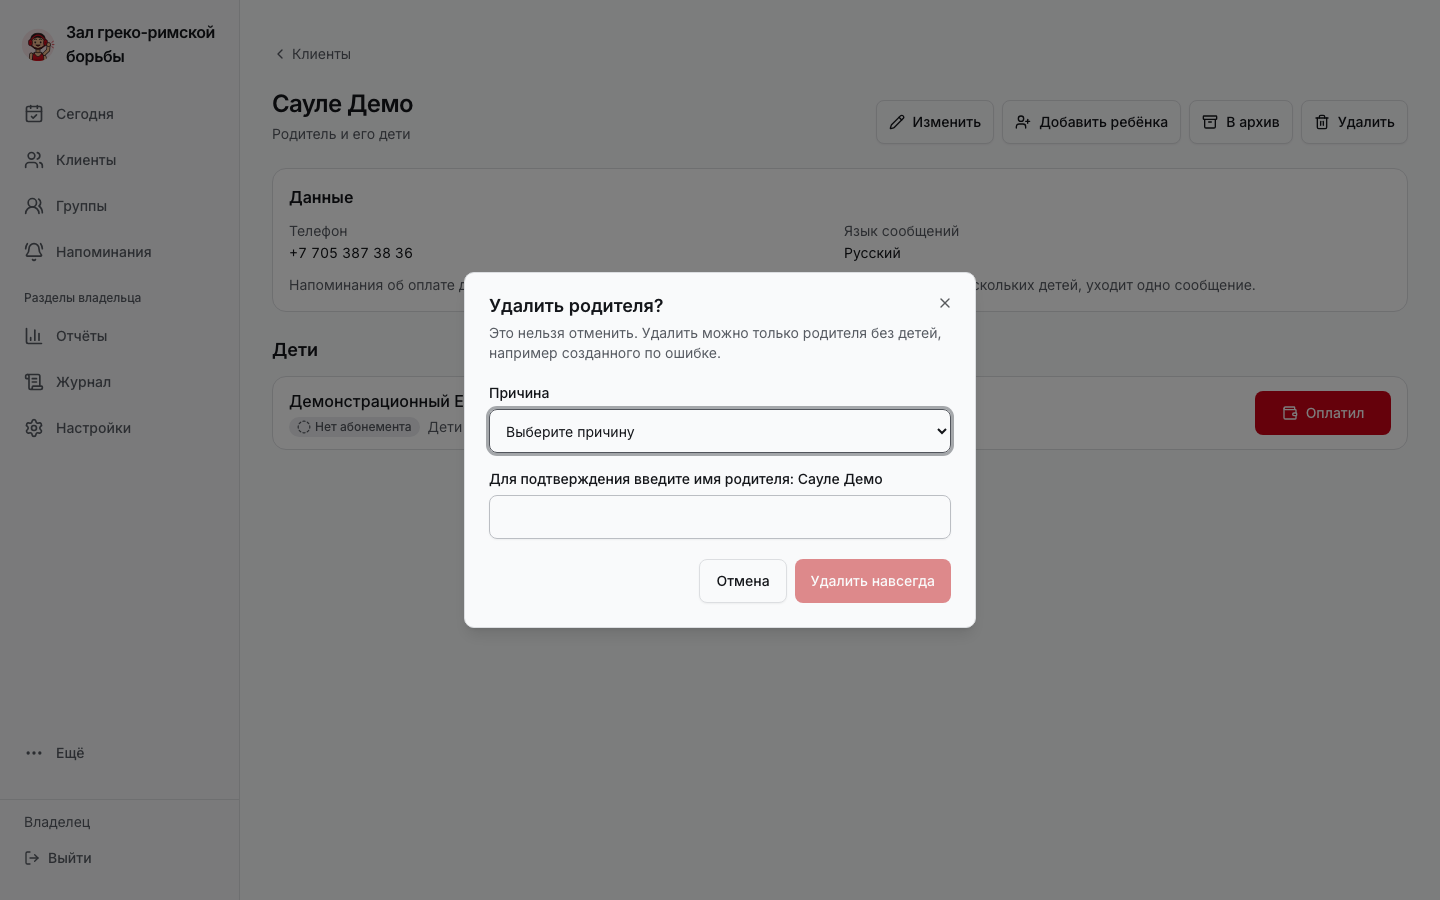 Зал греко-римской
борьбы
Сегодня
Клиенты
Группы
Напоминания
Разделы владельца
Отчёты
Журнал
Настройки
Ещё
Владелец
Выйти
Клиенты
Сауле Демо
Родитель и его дети
Изменить
Добавить ребёнка
В архив
Удалить
Данные
Телефон
+7 705 387 38 36
Язык сообщений
Русский
Напоминания об оплате
скольких детей, уходит одно сообщение.
Дети
Демонстрационный Е
Нет абонемента
Дети
Оплатил
Удалить родителя?
Это нельзя отменить. Удалить можно только родителя без детей,
например созданного по ошибке.
Причина
Выберите причину
Для подтверждения введите имя родителя: Сауле Демо
Отмена
Удалить навсегда